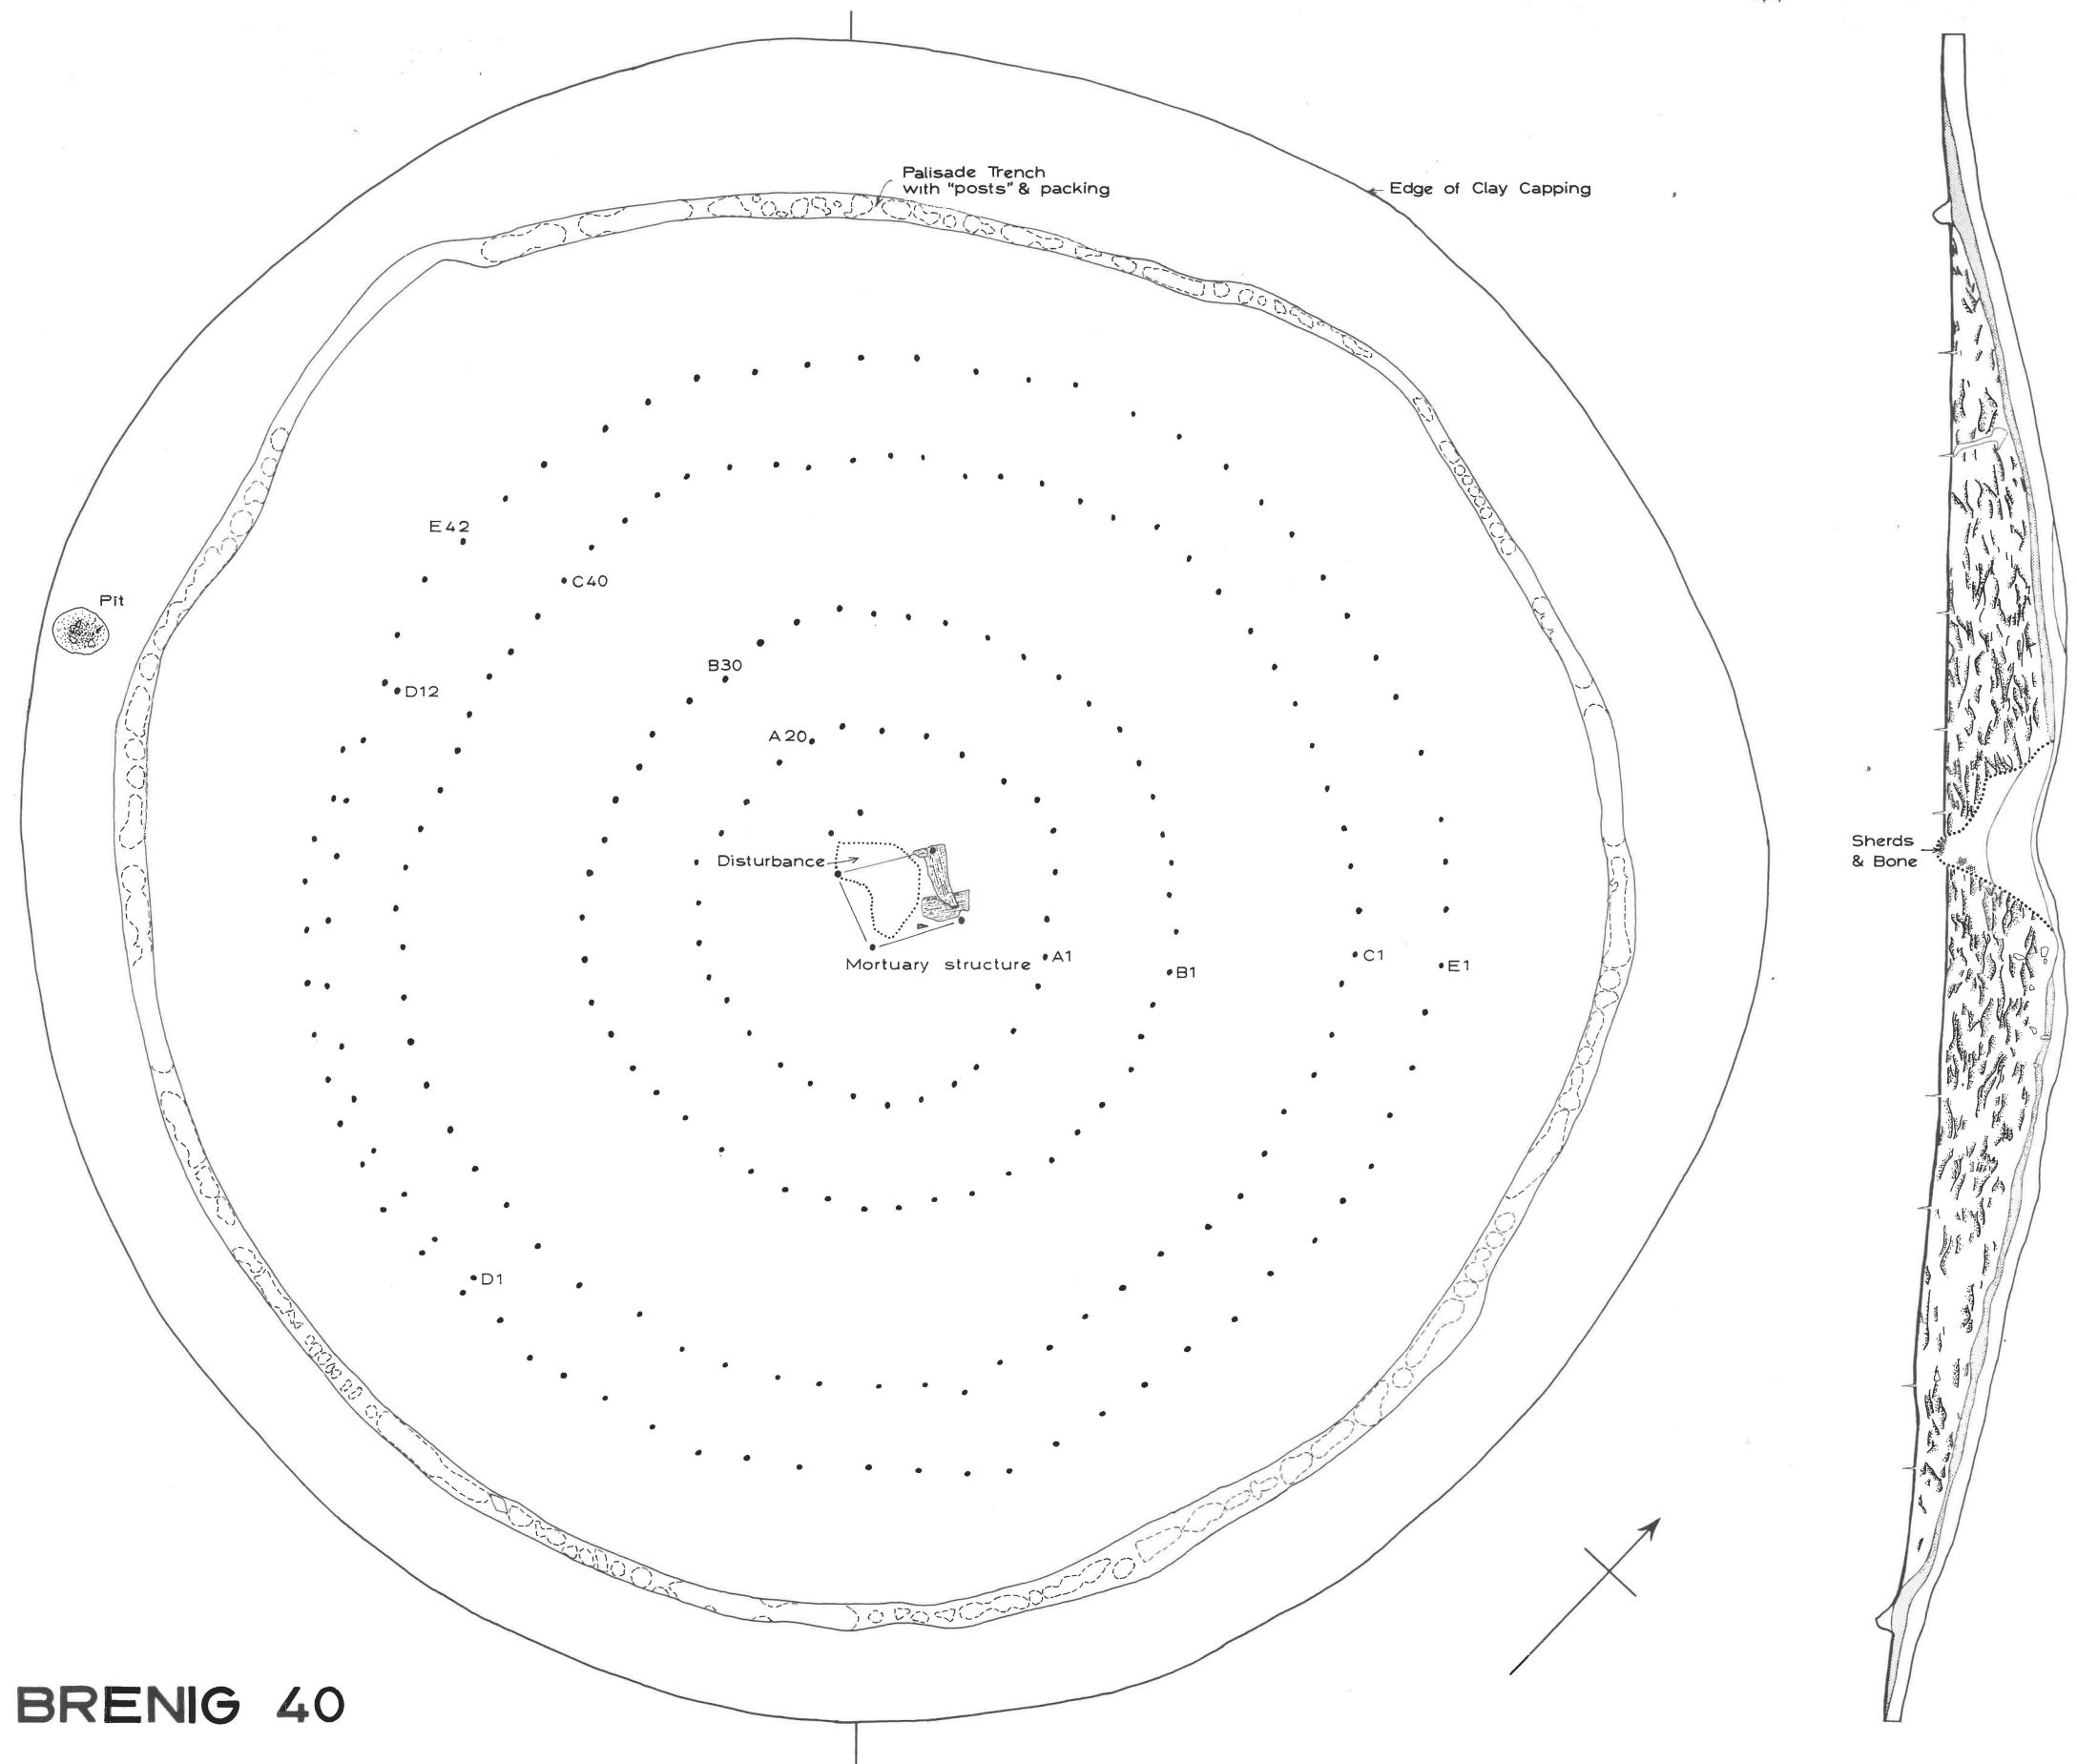 Palisade Trench
with "posts" & packing
Edge of Clay Capping
E42
C40
Pit
B30
D12
A20
Sherds
& Bone
Disturbance
Mortuary structure
A1
B1
C1
E1
D1
BRENIG 40